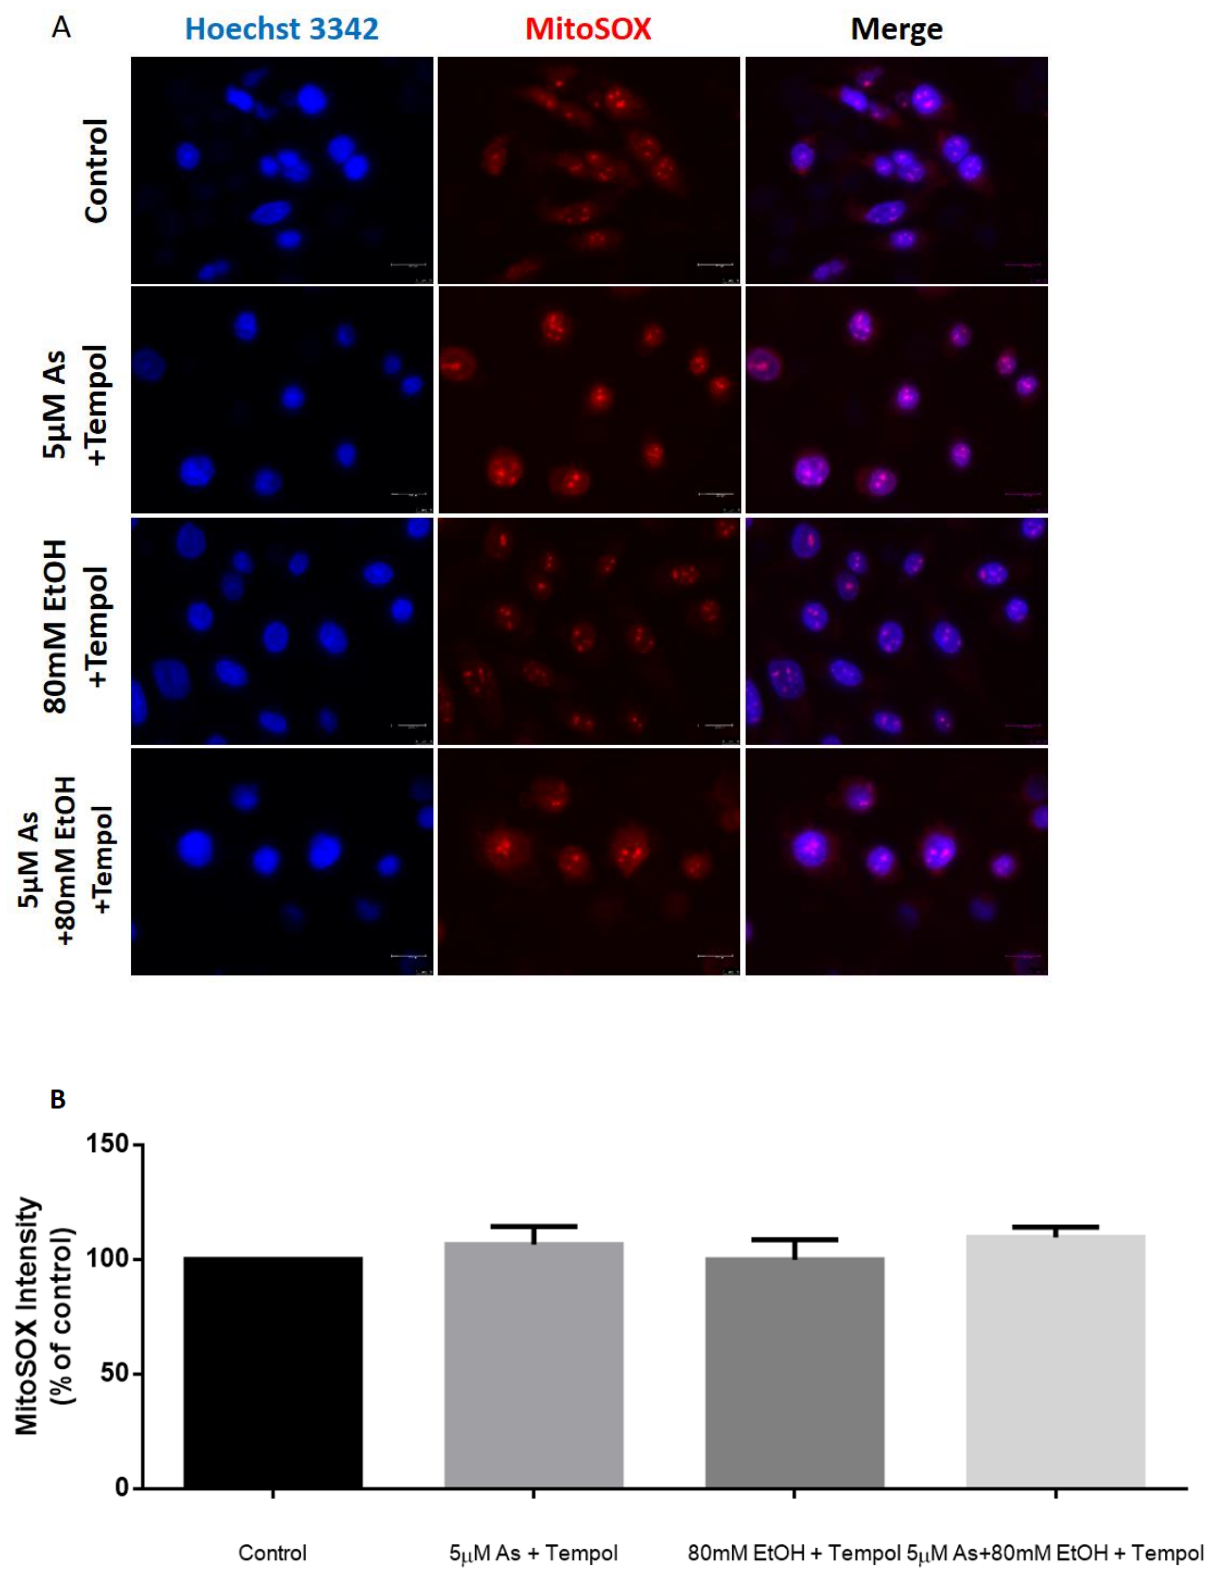 A
Hoechst 3342
MitoSOX
Merge
Control
5μM As
+Tempol
80mM EtOH
+Tempol
5μM As
+80mM EtOH
+Tempol
B
MitoSOX Intensity
(% of control)
150
100
50
0
Control
5μM As + Tempol
80mM EtOH + Tempol
5μM As+80mM EtOH + Tempol